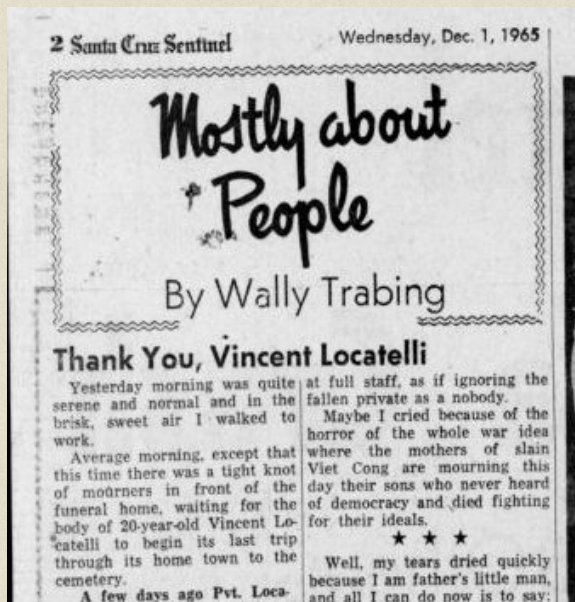 2 Santa Cruz Sentinel
Wednesday, Dec. 1, 1965
Mostly about
People
By Wally Trabing
Thank You, Vincent Locatelli
Yesterday morning was quite
serene and normal and in the
brisk, sweet air I walked to
work.
Average morning, except that
this time there was a tight knot
of mourners in front of the
funeral home, waiting for the
body of 20-year-old Vincent Lo-
catelli to begin its last trip
through its home town to the
cemetery.
A few days ago Pvt. Loca-
at full staff, as if ignoring the
fallen private as a nobody.
Maybe I cried because of the
horror of the whole war idea
where the mothers of slain
Viet Cong are mourning this
day their sons who never heard
of democracy and died fighting
for their ideals.
★ ★ ★
Well, my tears dried quickly
because I am father's little man,
and all I can do now is to say: